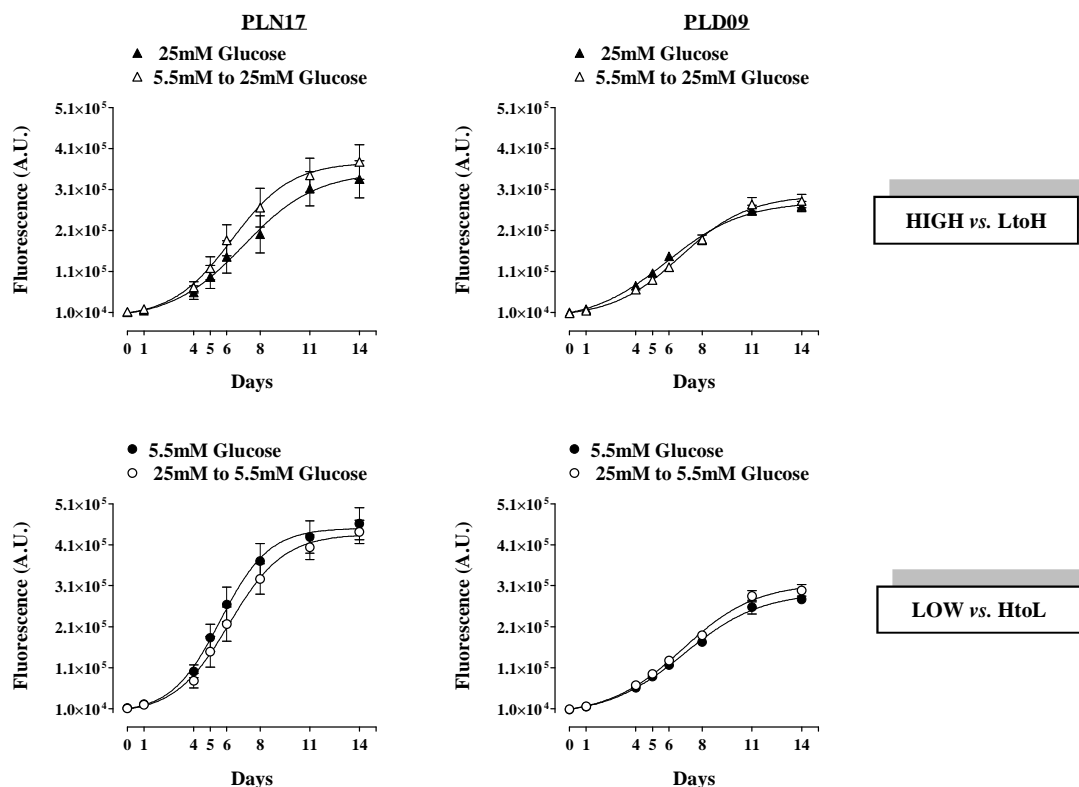 PLN17
▲ 25mM Glucose
△ 5.5mM to 25mM Glucose
Fluorescence (A.U.)
5.1×10⁵
4.1×10⁵
3.1×10⁵
2.1×10⁵
1.1×10⁵
1.0×10⁴
0 1 4 5 6 8 11 14
Days
PLD09
▲ 25mM Glucose
△ 5.5mM to 25mM Glucose
Fluorescence (A.U.)
5.1×10⁵
4.1×10⁵
3.1×10⁵
2.1×10⁵
1.1×10⁵
1.0×10⁴
0 1 4 5 6 8 11 14
Days
HIGH vs. LtoH
● 5.5mM Glucose
○ 25mM to 5.5mM Glucose
Fluorescence (A.U.)
5.1×10⁵
4.1×10⁵
3.1×10⁵
2.1×10⁵
1.1×10⁵
1.0×10⁴
0 1 4 5 6 8 11 14
Days
● 5.5mM Glucose
○ 25mM to 5.5mM Glucose
Fluorescence (A.U.)
5.1×10⁵
4.1×10⁵
3.1×10⁵
2.1×10⁵
1.1×10⁵
1.0×10⁴
0 1 4 5 6 8 11 14
Days
LOW vs. HtoL